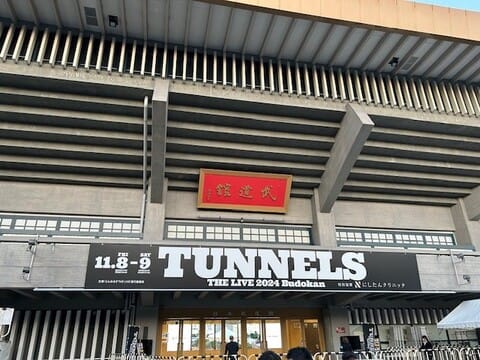 武道館
FRI SAT
11.8-9
TUNNELS
THE LIVE 2024 Budokan
にしたんクリニック